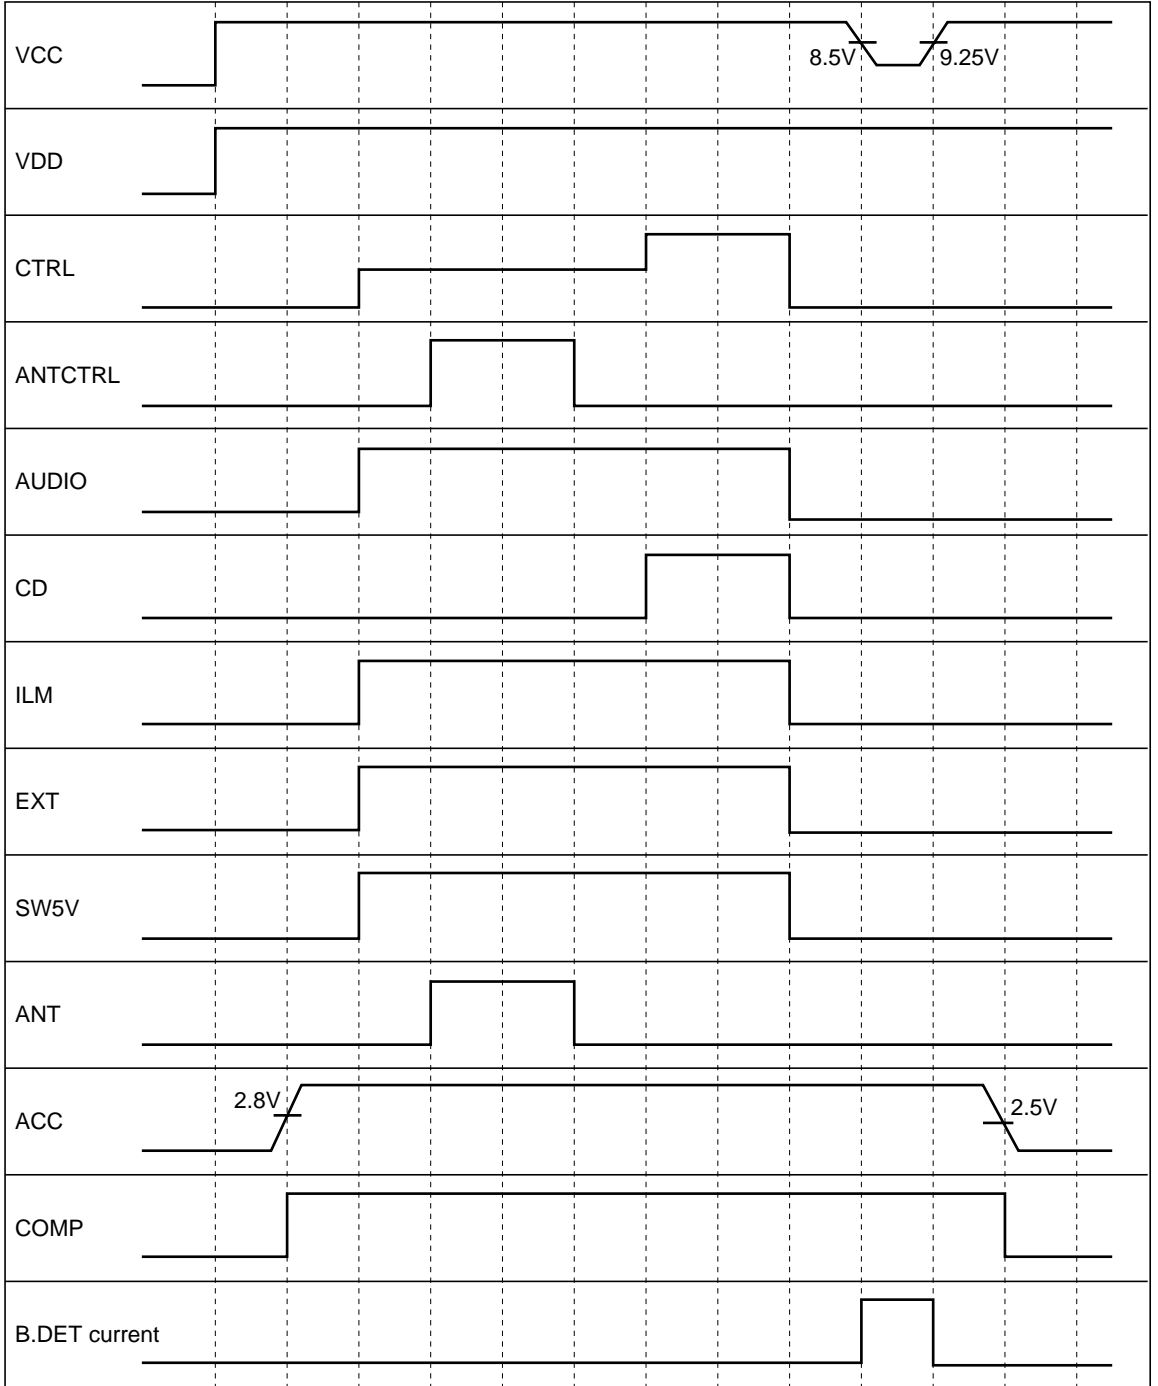 VCC
8.5V
9.25V
VDD
CTRL
ANTCTRL
AUDIO
CD
ILM
EXT
SW5V
ANT
ACC
2.8V
2.5V
COMP
B.DET current